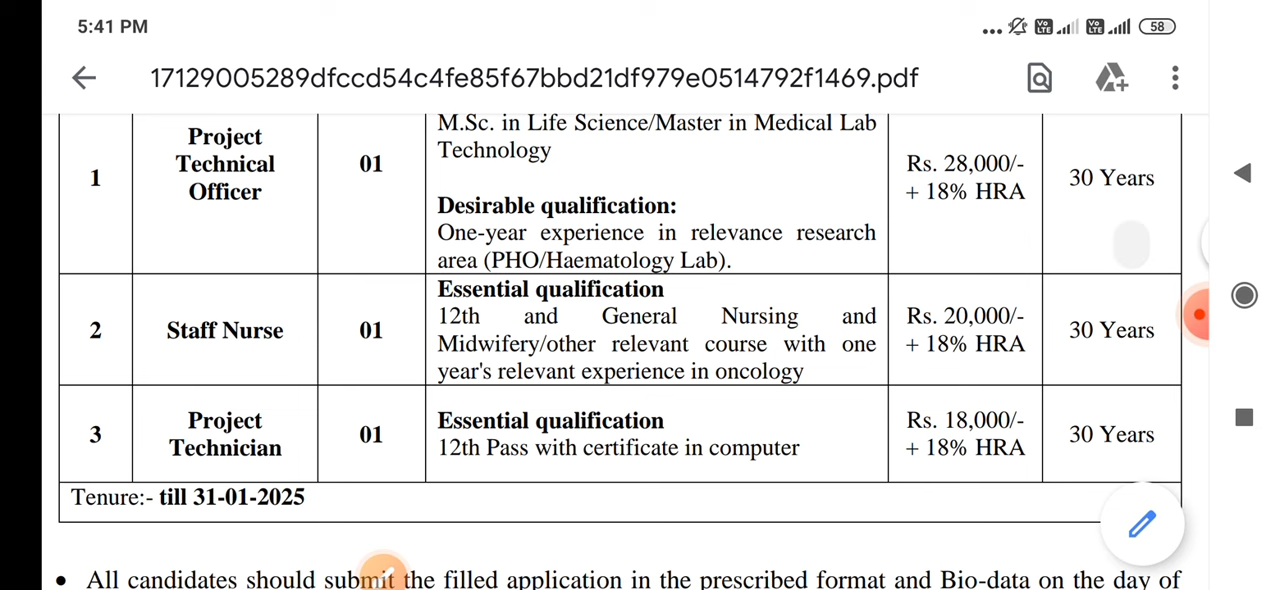 5:41 PM
58
17129005289dfccd54c4fe85f67bbd21df979e0514792f1469.pdf
1
Project
Technical
Officer
01
M.Sc. in Life Science/Master in Medical Lab
Technology
Desirable qualification:
One-year experience in relevance research
area (PHO/Haematology Lab).
Rs. 28,000/-
+ 18% HRA
30 Years
2
Staff Nurse
01
Essential qualification
12th and General Nursing and
Midwifery/other relevant course with one
year's relevant experience in oncology
Rs. 20,000/-
+ 18% HRA
30 Years
3
Project
Technician
01
Essential qualification
12th Pass with certificate in computer
Rs. 18,000/-
+ 18% HRA
30 Years
Tenure:- till 31-01-2025
• All candidates should submit the filled application in the prescribed format and Bio-data on the day of